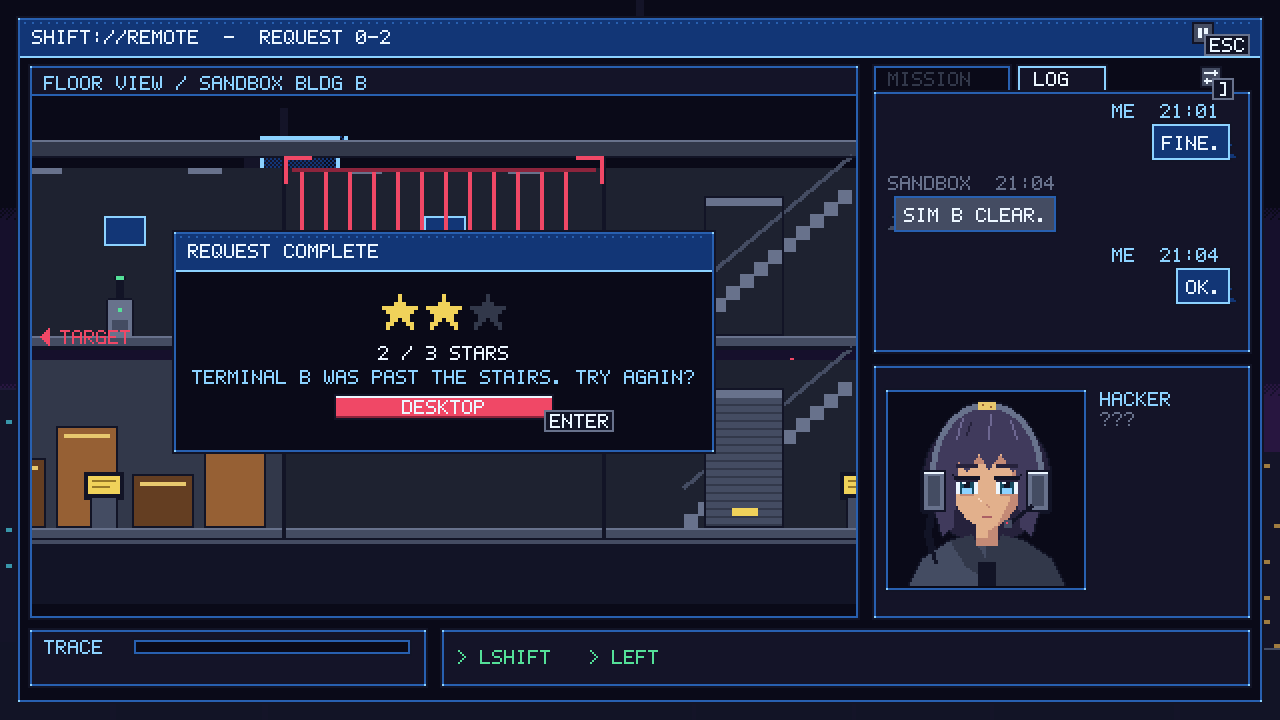 SHIFT://REMOTE - REQUEST 0-2
ESC
FLOOR VIEW / SANDBOX BLDG B
MISSION
LOG
]
ME 21:01
FINE.
SANDBOX 21:04
SIM B CLEAR.
ME 21:04
OK.
TARGET
REQUEST COMPLETE
2 / 3 STARS
TERMINAL B WAS PAST THE STAIRS. TRY AGAIN?
DESKTOP
ENTER
HACKER
???
TRACE
> LSHIFT > LEFT